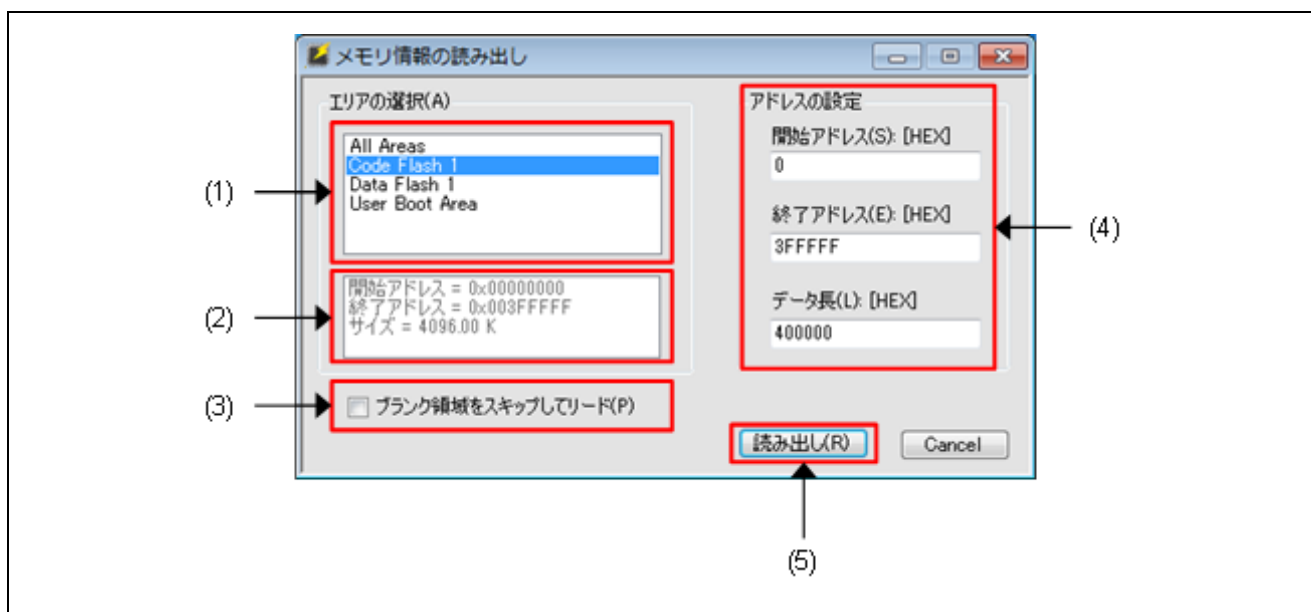 メモリ情報の読み出し
エリアの選択(A)
All Areas
Code Flash 1
Data Flash 1
User Boot Area
(1)
開始アドレス = 0x00000000
終了アドレス = 0x003FFFFF
サイズ = 4096.00 K
(2)
(3)
ブランク領域をスキップしてリード(P)
アドレスの設定
開始アドレス(S): [HEX]
0
終了アドレス(E): [HEX]
3FFFFF
データ長(L): [HEX]
400000
(4)
読み出し(R)
Cancel
(5)